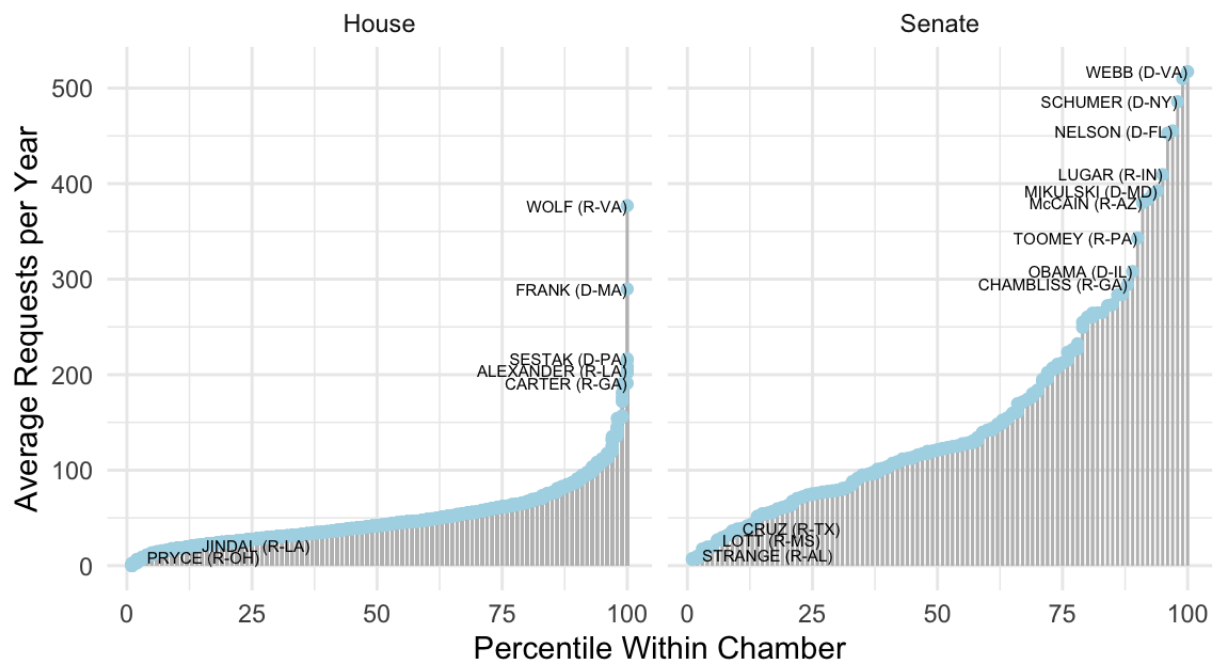 House
Senate
Average Requests per Year
500
400
300
200
100
0
WOLF (R-VA)
FRANK (D-MA)
SESTAK (D-PA)
ALEXANDER (R-LA)
CARTER (R-GA)
JINDAL (R-LA)
PRYCE (R-OH)
WEBB (D-VA)
SCHUMER (D-NY)
NELSON (D-FL)
LUGAR (R-IN)
MIKULSKI (D-MD)
McCAIN (R-AZ)
TOOMEY (R-PA)
OBAMA (D-IL)
CHAMBLISS (R-GA)
CRUZ (R-TX)
LOTT (R-MS)
STRANGE (R-AL)
0 25 50 75 100
0 25 50 75 100
Percentile Within Chamber